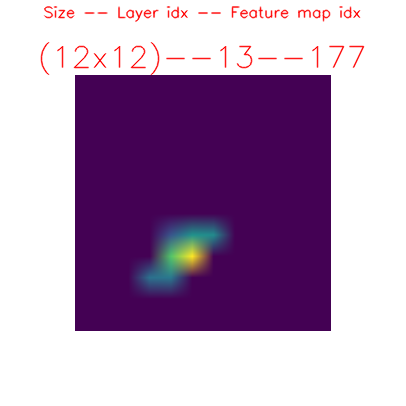 Size -- Layer idx -- Feature map idx
(12x12)--13--177